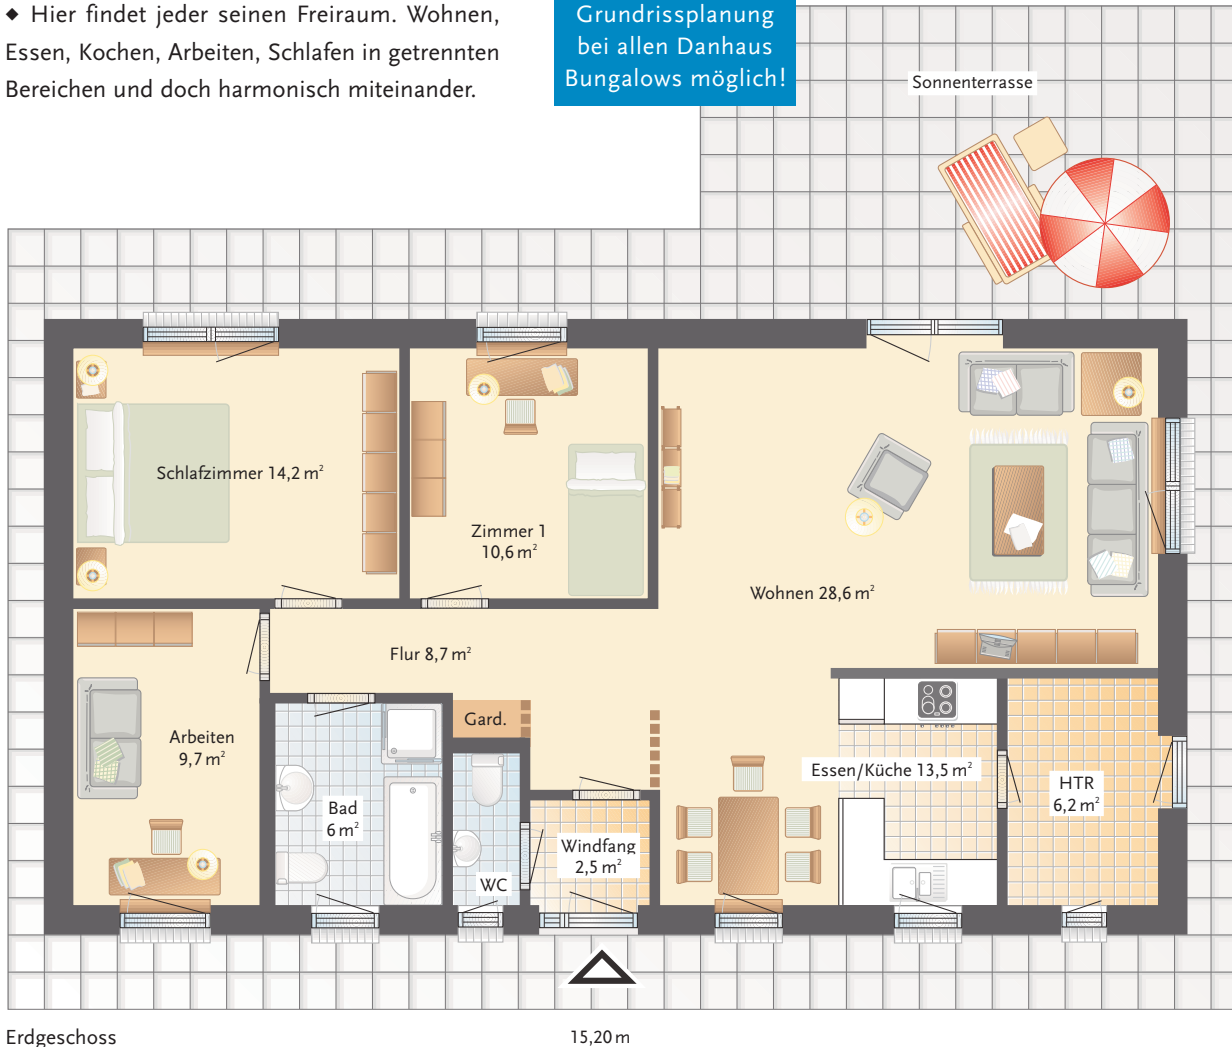 ◆ Hier findet jeder seinen Freiraum. Wohnen,
Essen, Kochen, Arbeiten, Schlafen in getrennten
Bereichen und doch harmonisch miteinander.
Grundrissplanung
bei allen Danhaus
Bungalows möglich!
Sonnenterrasse
Schlafzimmer 14,2 m²
Zimmer 1
10,6 m²
Wohnen 28,6 m²
Flur 8,7 m²
Gard.
Arbeiten
9,7 m²
Essen/Küche 13,5 m²
HTR
6,2 m²
Bad
6 m²
Windfang
2,5 m²
WC
Erdgeschoss
15,20 m